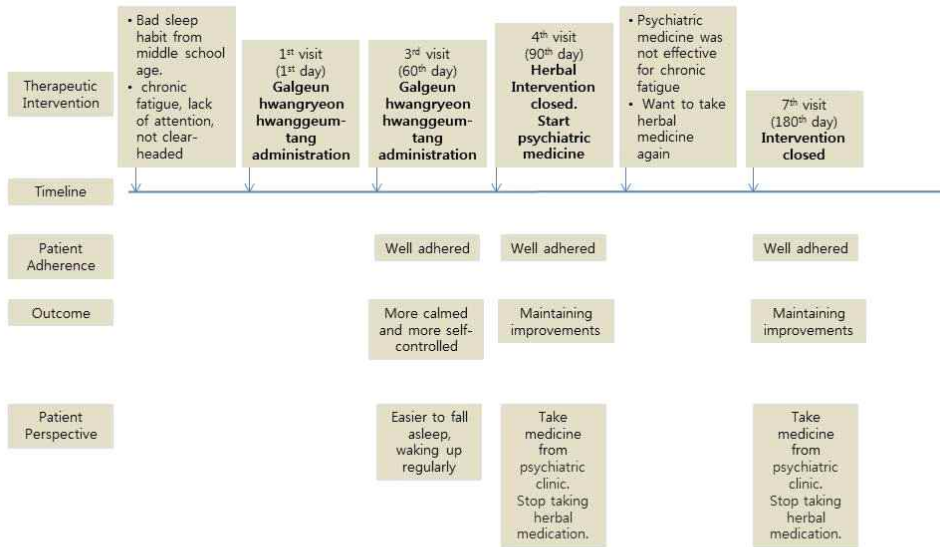 Therapeutic
Intervention
• Bad sleep
habit from
middle school
age.
• chronic
fatigue, lack
of attention,
not clear-
headed
1st visit
(1st day)
Galgeun
hwangryeon
hwanggeum-
tang
administration
3rd visit
(60th day)
Galgeun
hwangryeon
hwanggeum-
tang
administration
4th visit
(90th day)
Herbal
Intervention
closed.
Start
psychiatric
medicine
• Psychiatric
medicine was
not effective
for chronic
fatigue
• Want to take
herbal
medicine
again
7th visit
(180th day)
Intervention
closed
Timeline
Patient
Adherence
Well adhered
Well adhered
Well adhered
Outcome
More calmed
and more self-
controlled
Maintaining
improvements
Maintaining
improvements
Patient
Perspective
Easier to fall
asleep,
waking up
regularly
Take
medicine
from
psychiatric
clinic.
Stop taking
herbal
medication.
Take
medicine
from
psychiatric
clinic.
Stop taking
herbal
medication.